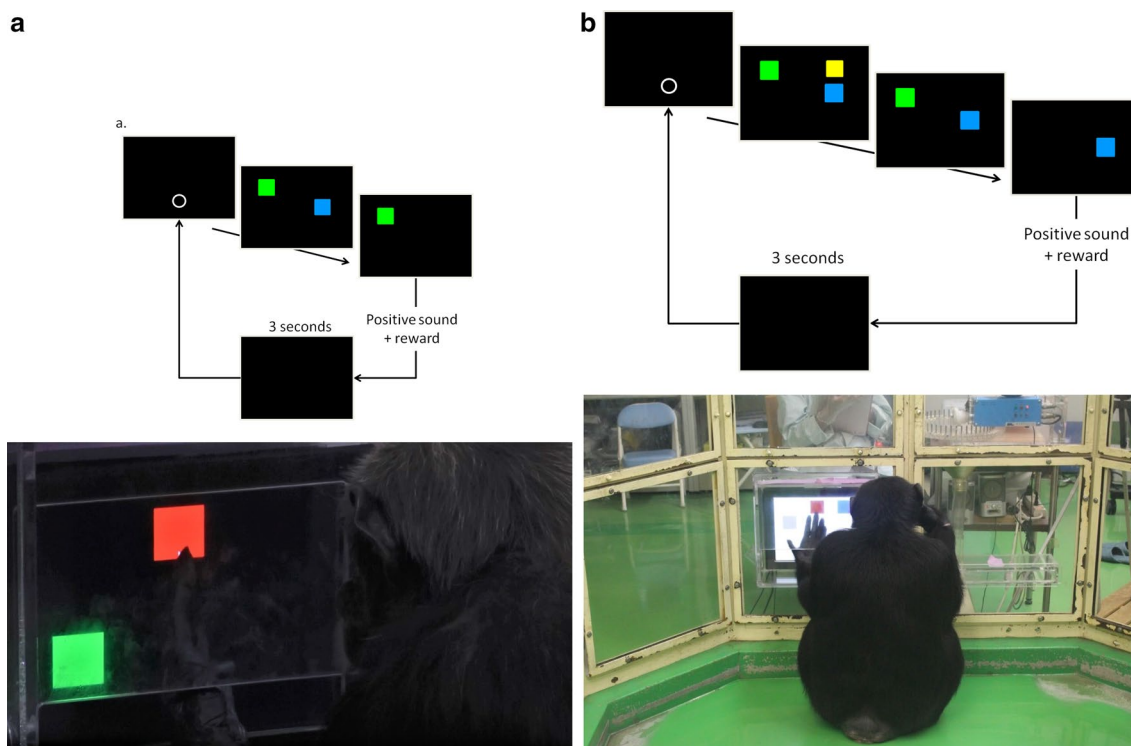 a
a.
3 seconds
Positive sound
+ reward
b
3 seconds
Positive sound
+ reward